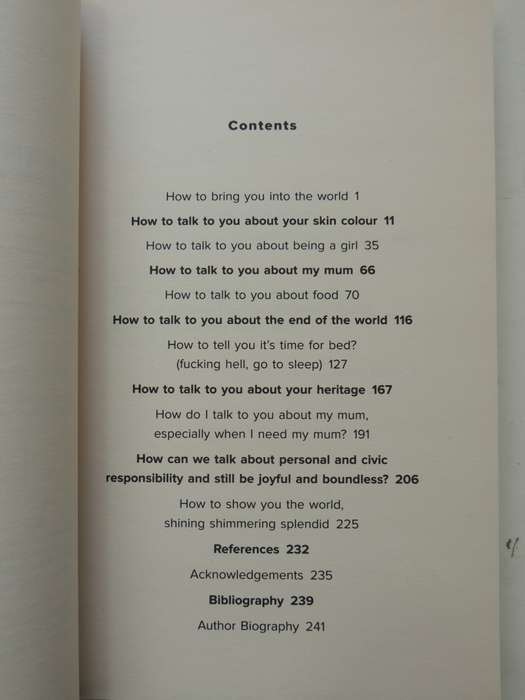 Contents
How to bring you into the world 1
How to talk to you about your skin colour 11
How to talk to you about being a girl 35
How to talk to you about my mum 66
How to talk to you about food 70
How to talk to you about the end of the world 116
How to tell you it's time for bed?
(fucking hell, go to sleep) 127
How to talk to you about your heritage 167
How do I talk to you about my mum,
especially when I need my mum? 191
How can we talk about personal and civic
responsibility and still be joyful and boundless? 206
How to show you the world,
shining shimmering splendid 225
References 232
Acknowledgements 235
Bibliography 239
Author Biography 241